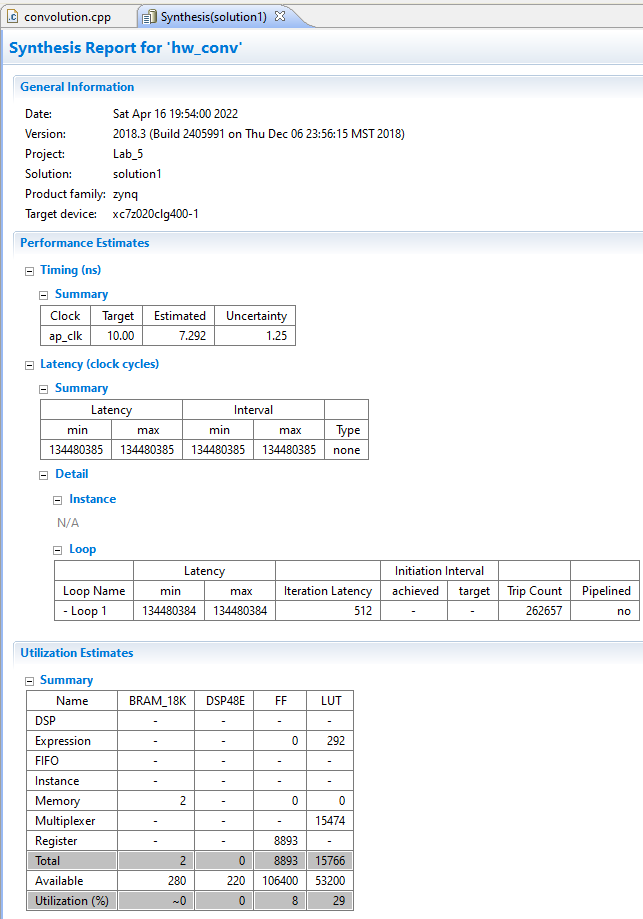 convolution.cpp Synthesis(solution1)
Synthesis Report for 'hw_conv'
General Information
Date: Sat Apr 16 19:54:00 2022
Version: 2018.3 (Build 2405991 on Thu Dec 06 23:56:15 MST 2018)
Project: Lab_5
Solution: solution1
Product family: zynq
Target device: xc7z020clg400-1
Performance Estimates
Timing (ns)
Summary
Clock Target Estimated Uncertainty
ap_clk 10.00 7.292 1.25
Latency (clock cycles)
Summary
Latency Interval
min max min max Type
134480385 134480385 134480385 134480385 none
Detail
Instance
N/A
Loop
Latency Initiation Interval
Loop Name min max Iteration Latency achieved target Trip Count Pipelined
- Loop 1 134480384 134480384 512 - - 262657 no
Utilization Estimates
Summary
Name BRAM_18K DSP48E FF LUT
DSP - - - -
Expression - - 0 292
FIFO - - - -
Instance - - - -
Memory 2 - 0 0
Multiplexer - - - 15474
Register - - 8893 -
Total 2 0 8893 15766
Available 280 220 106400 53200
Utilization (%) ~0 0 8 29